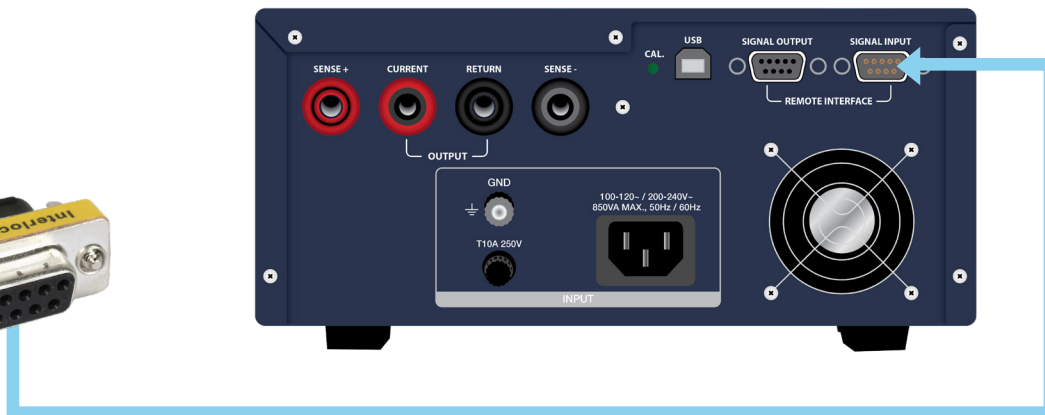 USB
SIGNAL OUTPUT
SIGNAL INPUT
CAL.
SENSE +
CURRENT
RETURN
SENSE -
REMOTE INTERFACE
OUTPUT
GND
100-120~ / 200-240V~
850VA MAX., 50Hz / 60Hz
T10A 250V
INPUT